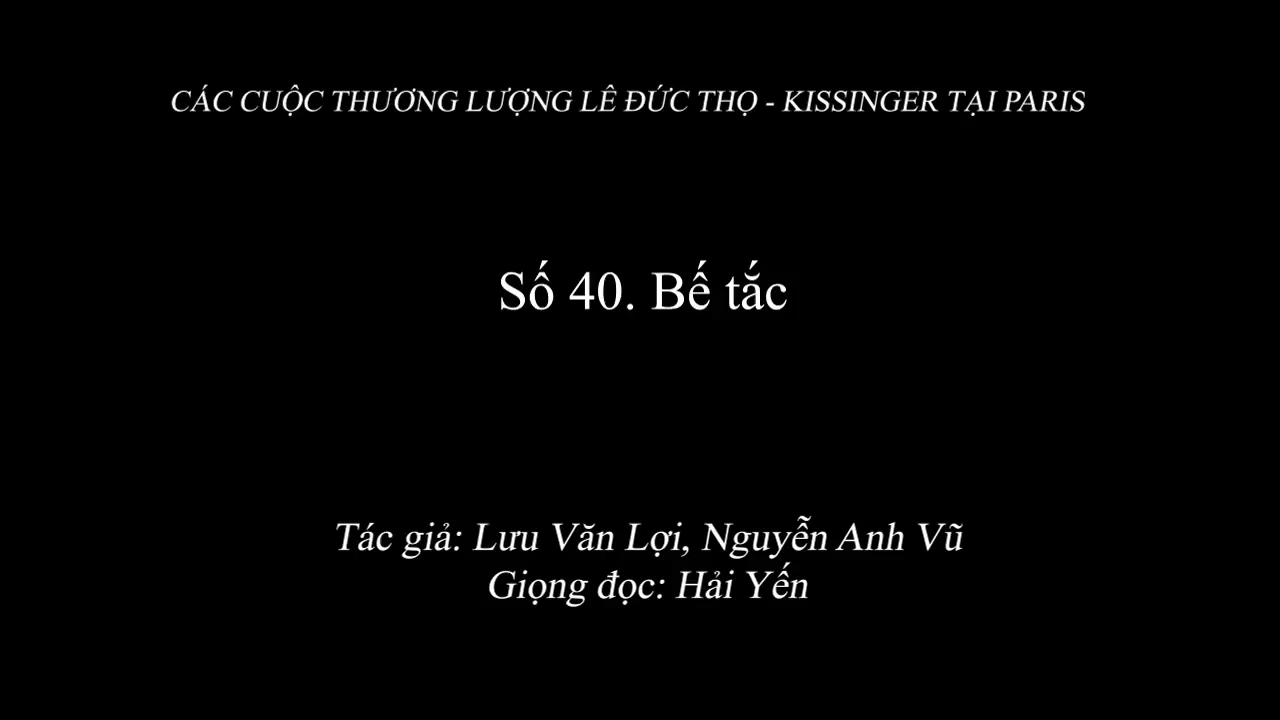 CÁC CUỘC THƯƠNG LƯỢNG LÊ ĐỨC THỌ - KISSINGER TẠI PARIS
Số 40. Bế tắc
Tác giả: Lưu Văn Lợi, Nguyễn Anh Vũ
Giọng đọc: Hải Yến